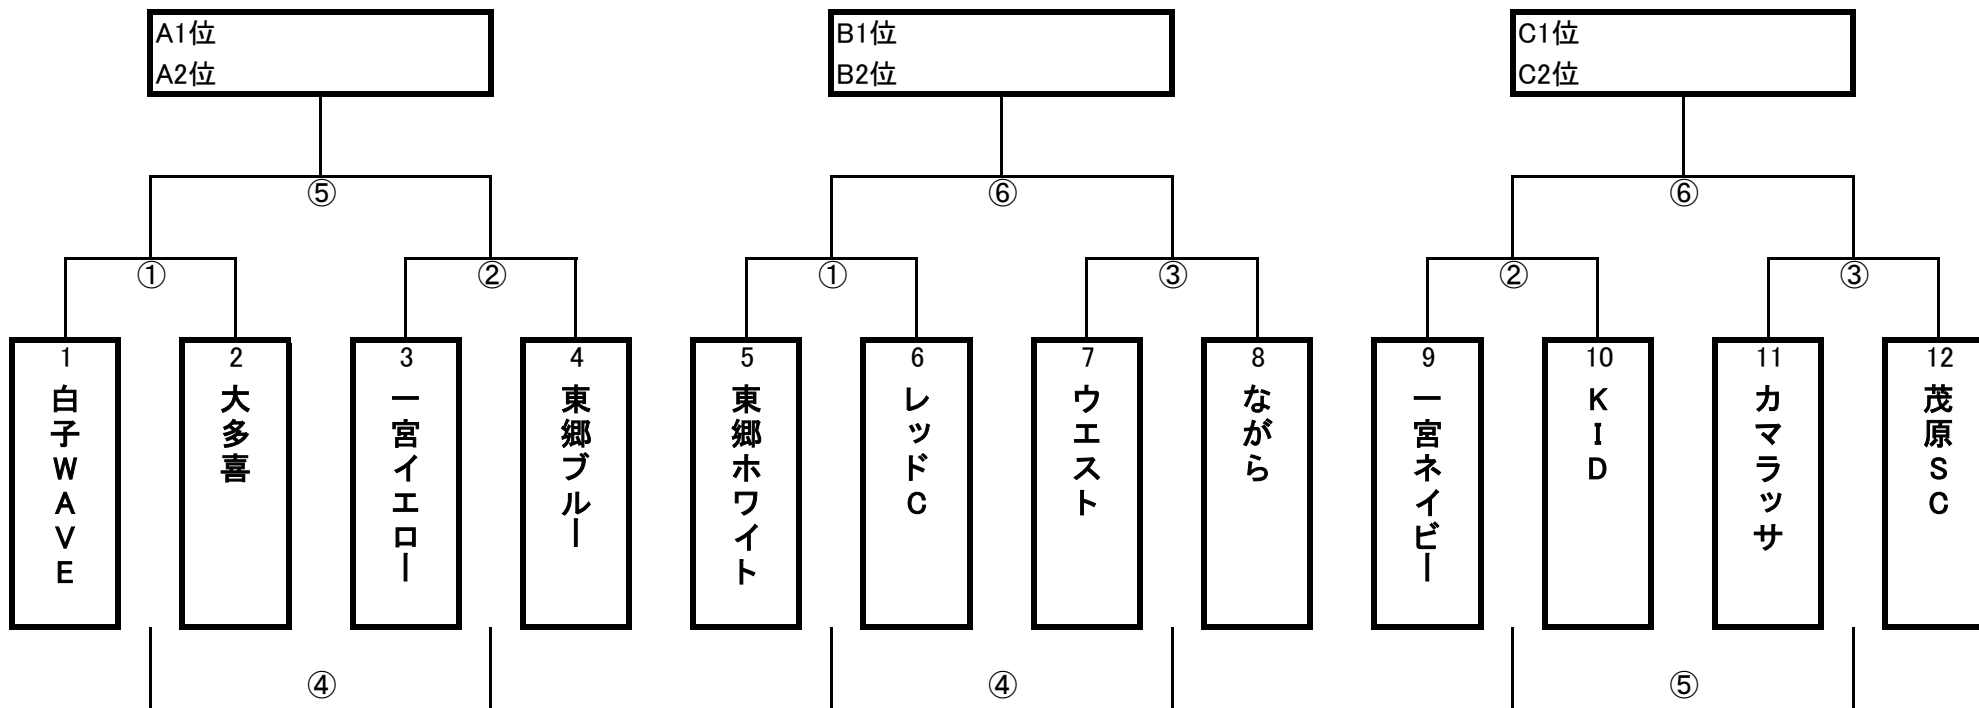 A1位
A2位
B1位
B2位
C1位
C2位
⑤
⑥
⑥
①
②
①
③
②
③
1
白子WAVE
2
大多喜
3
一宮イエロー
4
東郷ブルー
5
東郷ホワイト
6
レッドC
7
ウエスト
8
ながら
9
一宮ネイビー
10
KID
11
カマラッサ
12
茂原SC
④
④
⑤